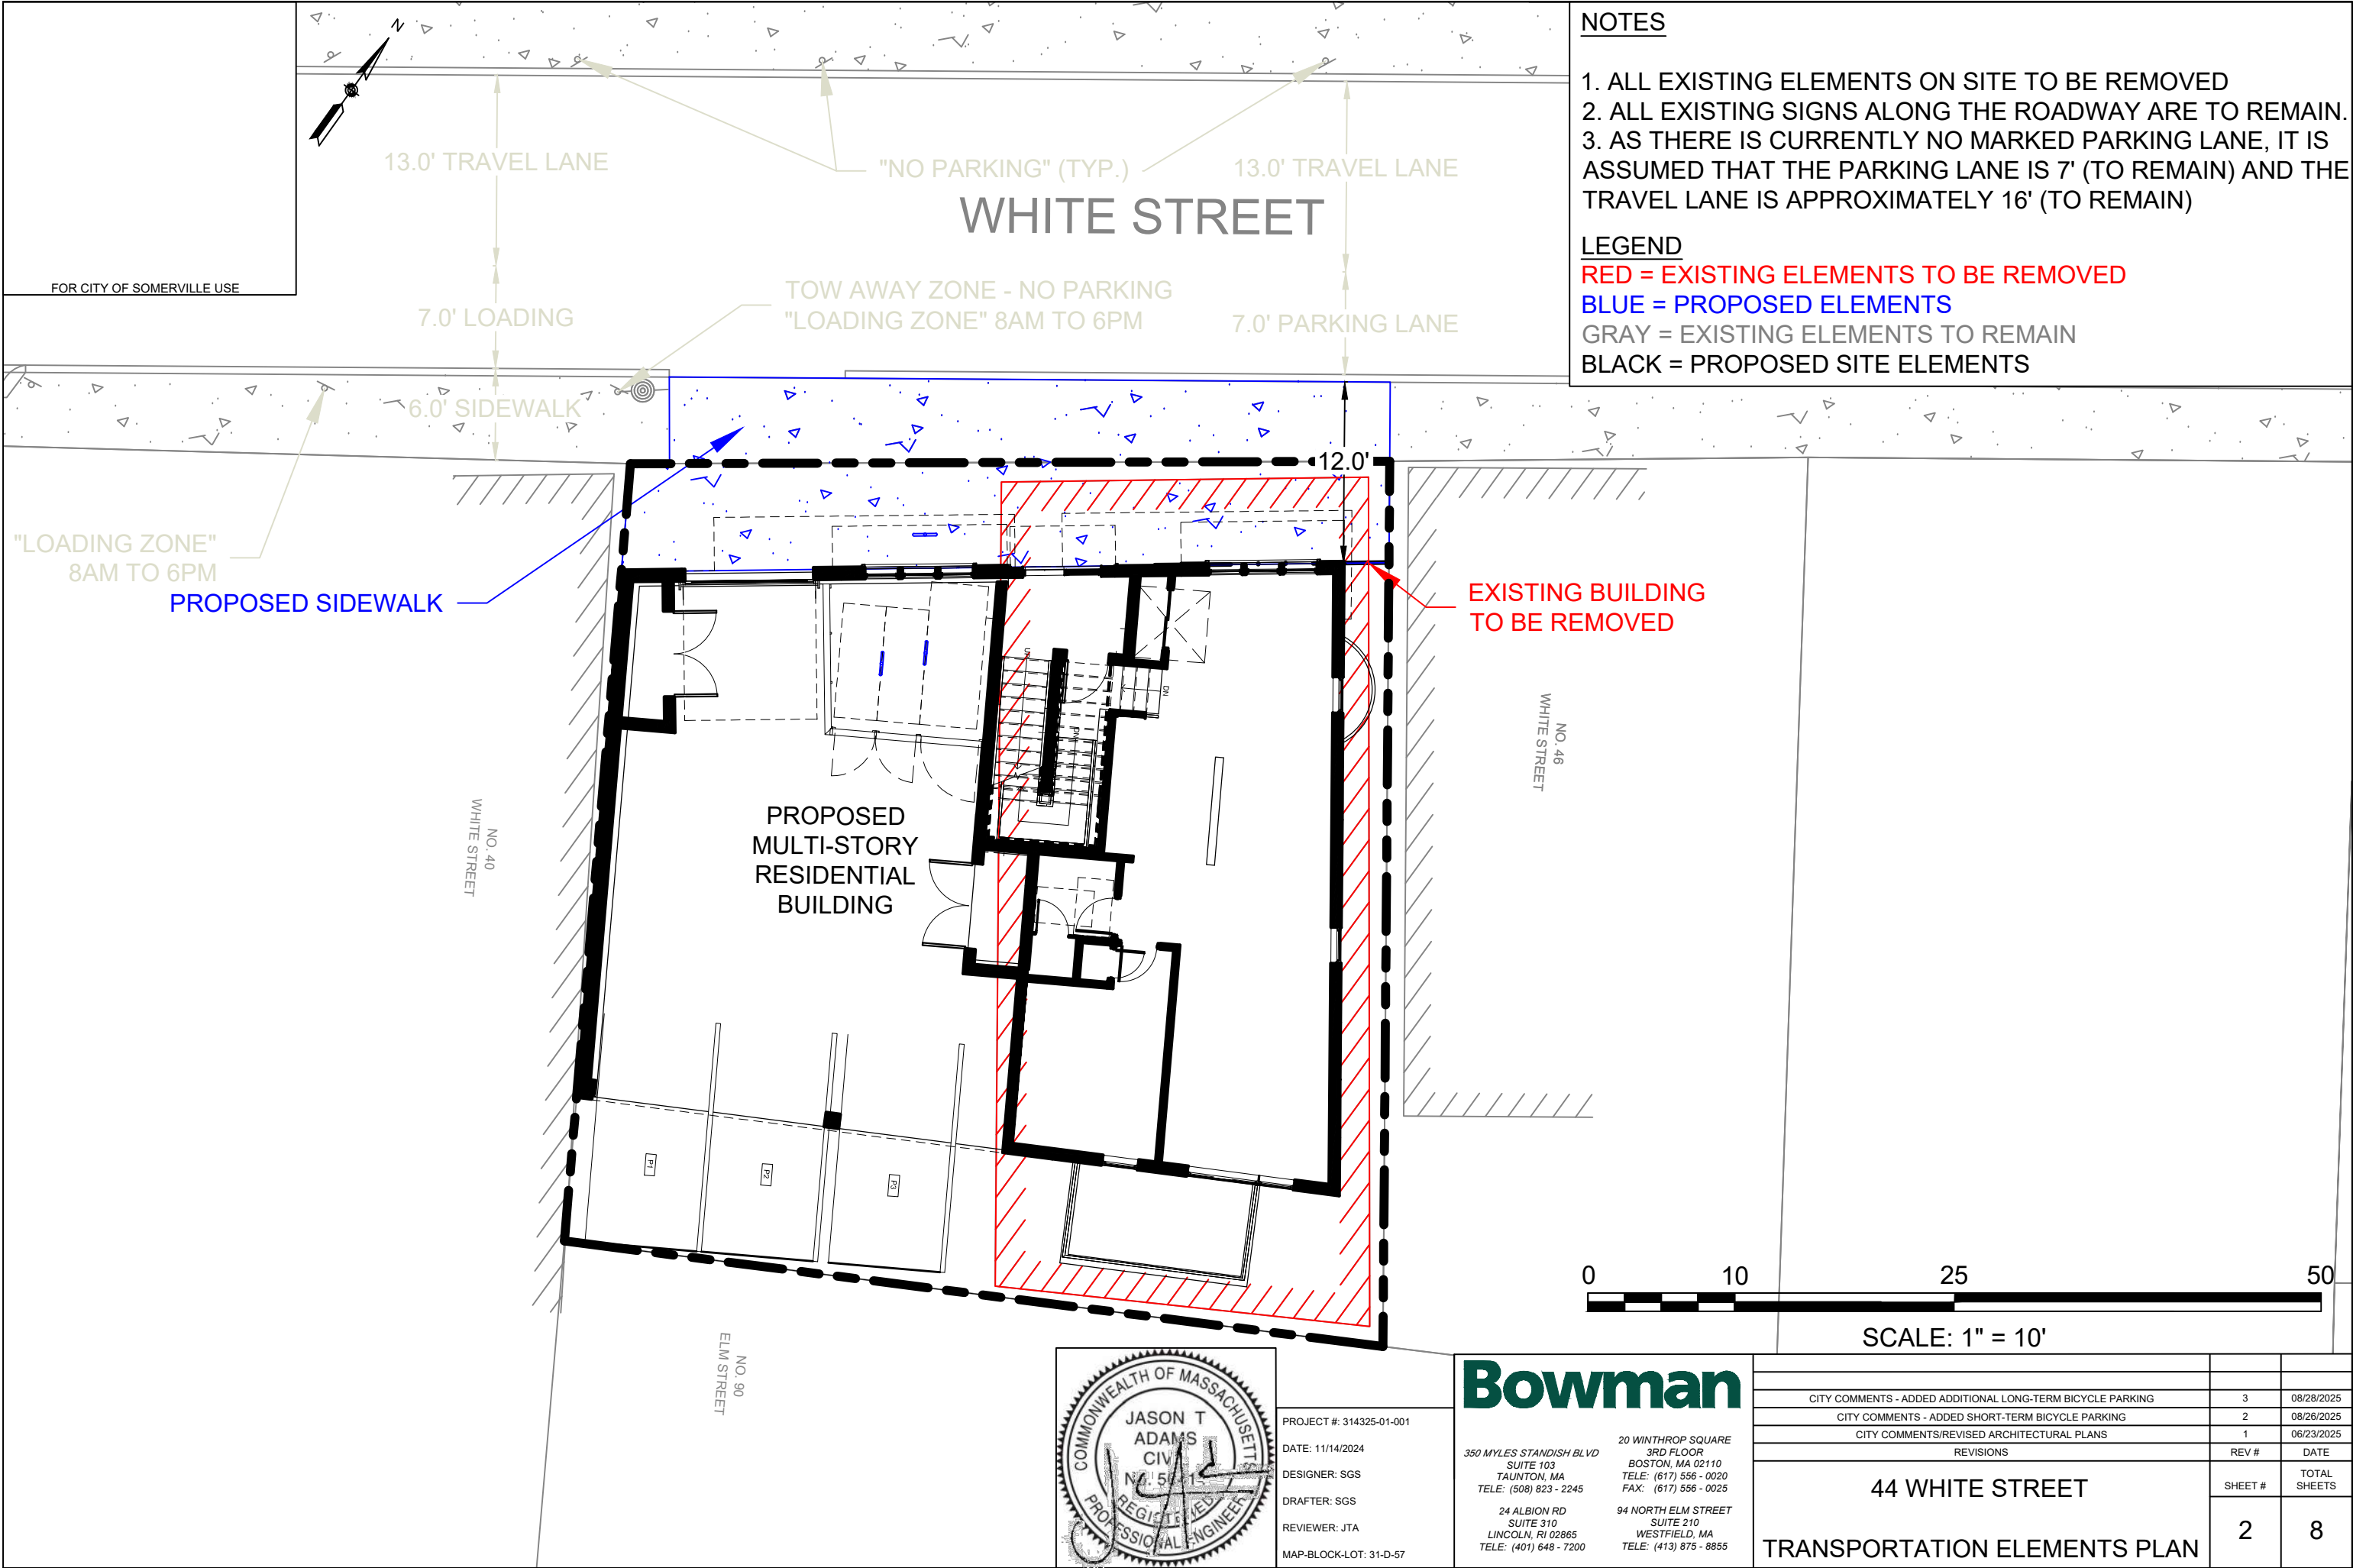 NOTES
1. ALL EXISTING ELEMENTS ON SITE TO BE REMOVED
2. ALL EXISTING SIGNS ALONG THE ROADWAY ARE TO REMAIN.
3. AS THERE IS CURRENTLY NO MARKED PARKING LANE, IT IS
ASSUMED THAT THE PARKING LANE IS 7' (TO REMAIN) AND THE
TRAVEL LANE IS APPROXIMATELY 16' (TO REMAIN)
LEGEND
RED = EXISTING ELEMENTS TO BE REMOVED
BLUE = PROPOSED ELEMENTS
GRAY = EXISTING ELEMENTS TO REMAIN
BLACK = PROPOSED SITE ELEMENTS
FOR CITY OF SOMERVILLE USE
N
13.0' TRAVEL LANE
"NO PARKING" (TYP.)
13.0' TRAVEL LANE
WHITE STREET
7.0' LOADING
TOW AWAY ZONE - NO PARKING
"LOADING ZONE" 8AM TO 6PM
7.0' PARKING LANE
6.0' SIDEWALK
12.0'
"LOADING ZONE"
8AM TO 6PM
PROPOSED SIDEWALK
EXISTING BUILDING
TO BE REMOVED
UP
DN
DN
NO. 46
WHITE STREET
NO. 40
WHITE STREET
PROPOSED
MULTI-STORY
RESIDENTIAL
BUILDING
P1
P2
P3
NO. 90
ELM STREET
0 10 25 50
SCALE: 1" = 10'
COMMONWEALTH OF MASSACHUSETTS
JASON T
ADAMS
REGISTERED
PROFESSIONAL ENGINEER
PROJECT #: 314325-01-001
DATE: 11/14/2024
DESIGNER: SGS
DRAFTER: SGS
REVIEWER: JTA
MAP-BLOCK-LOT: 31-D-57
Bowman
350 MYLES STANDISH BLVD
SUITE 103
TAUNTON, MA
TELE: (508) 823 - 2245
20 WINTHROP SQUARE
3RD FLOOR
BOSTON, MA 02110
TELE: (617) 556 - 0020
FAX: (617) 556 - 0025
24 ALBION RD
SUITE 310
LINCOLN, RI 02865
TELE: (401) 648 - 7200
94 NORTH ELM STREET
SUITE 210
WESTFIELD, MA
TELE: (413) 875 - 8855
CITY COMMENTS - ADDED ADDITIONAL LONG-TERM BICYCLE PARKING 3 08/28/2025
CITY COMMENTS - ADDED SHORT-TERM BICYCLE PARKING 2 08/26/2025
CITY COMMENTS/REVISED ARCHITECTURAL PLANS 1 06/23/2025
REVISIONS REV # DATE
44 WHITE STREET
TRANSPORTATION ELEMENTS PLAN
SHEET #
TOTAL
SHEETS
2 8